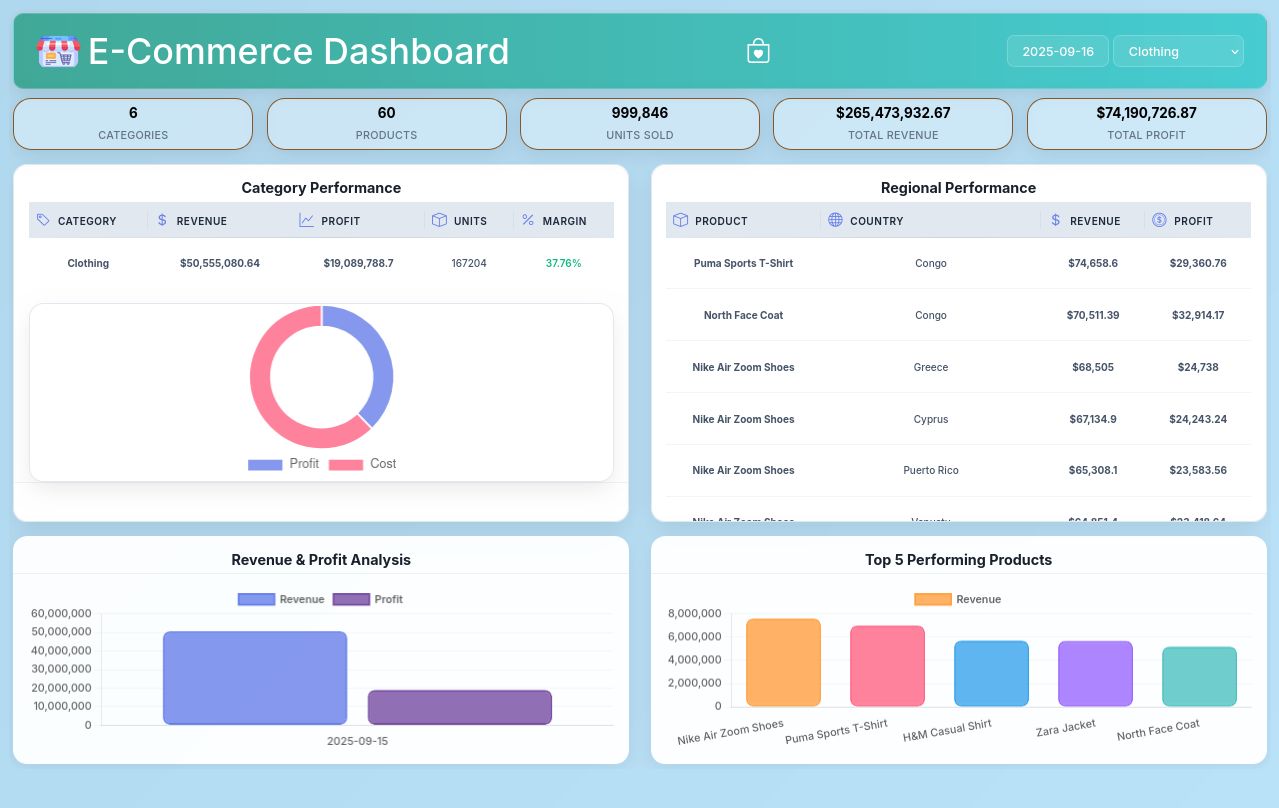 E-Commerce Dashboard
2025-09-16
Clothing
6
CATEGORIES
60
PRODUCTS
999,846
UNITS SOLD
$265,473,932.67
TOTAL REVENUE
$74,190,726.87
TOTAL PROFIT
Category Performance
CATEGORY $ REVENUE PROFIT UNITS % MARGIN
Clothing $50,555,080.64 $19,089,788.7 167204 37.76%
Profit Cost
Regional Performance
PRODUCT COUNTRY $ REVENUE $ PROFIT
Puma Sports T-Shirt Congo $74,658.6 $29,360.76
North Face Coat Congo $70,511.39 $32,914.17
Nike Air Zoom Shoes Greece $68,505 $24,738
Nike Air Zoom Shoes Cyprus $67,134.9 $24,243.24
Nike Air Zoom Shoes Puerto Rico $65,308.1 $23,583.56
Nike Air Zoom Shoes
Revenue & Profit Analysis
Revenue Profit
60,000,000
50,000,000
40,000,000
30,000,000
20,000,000
10,000,000
0
2025-09-15
Top 5 Performing Products
Revenue
8,000,000
6,000,000
4,000,000
2,000,000
0
Nike Air Zoom Shoes
Puma Sports T-Shirt
H&M Casual Shirt
Zara Jacket
North Face Coat